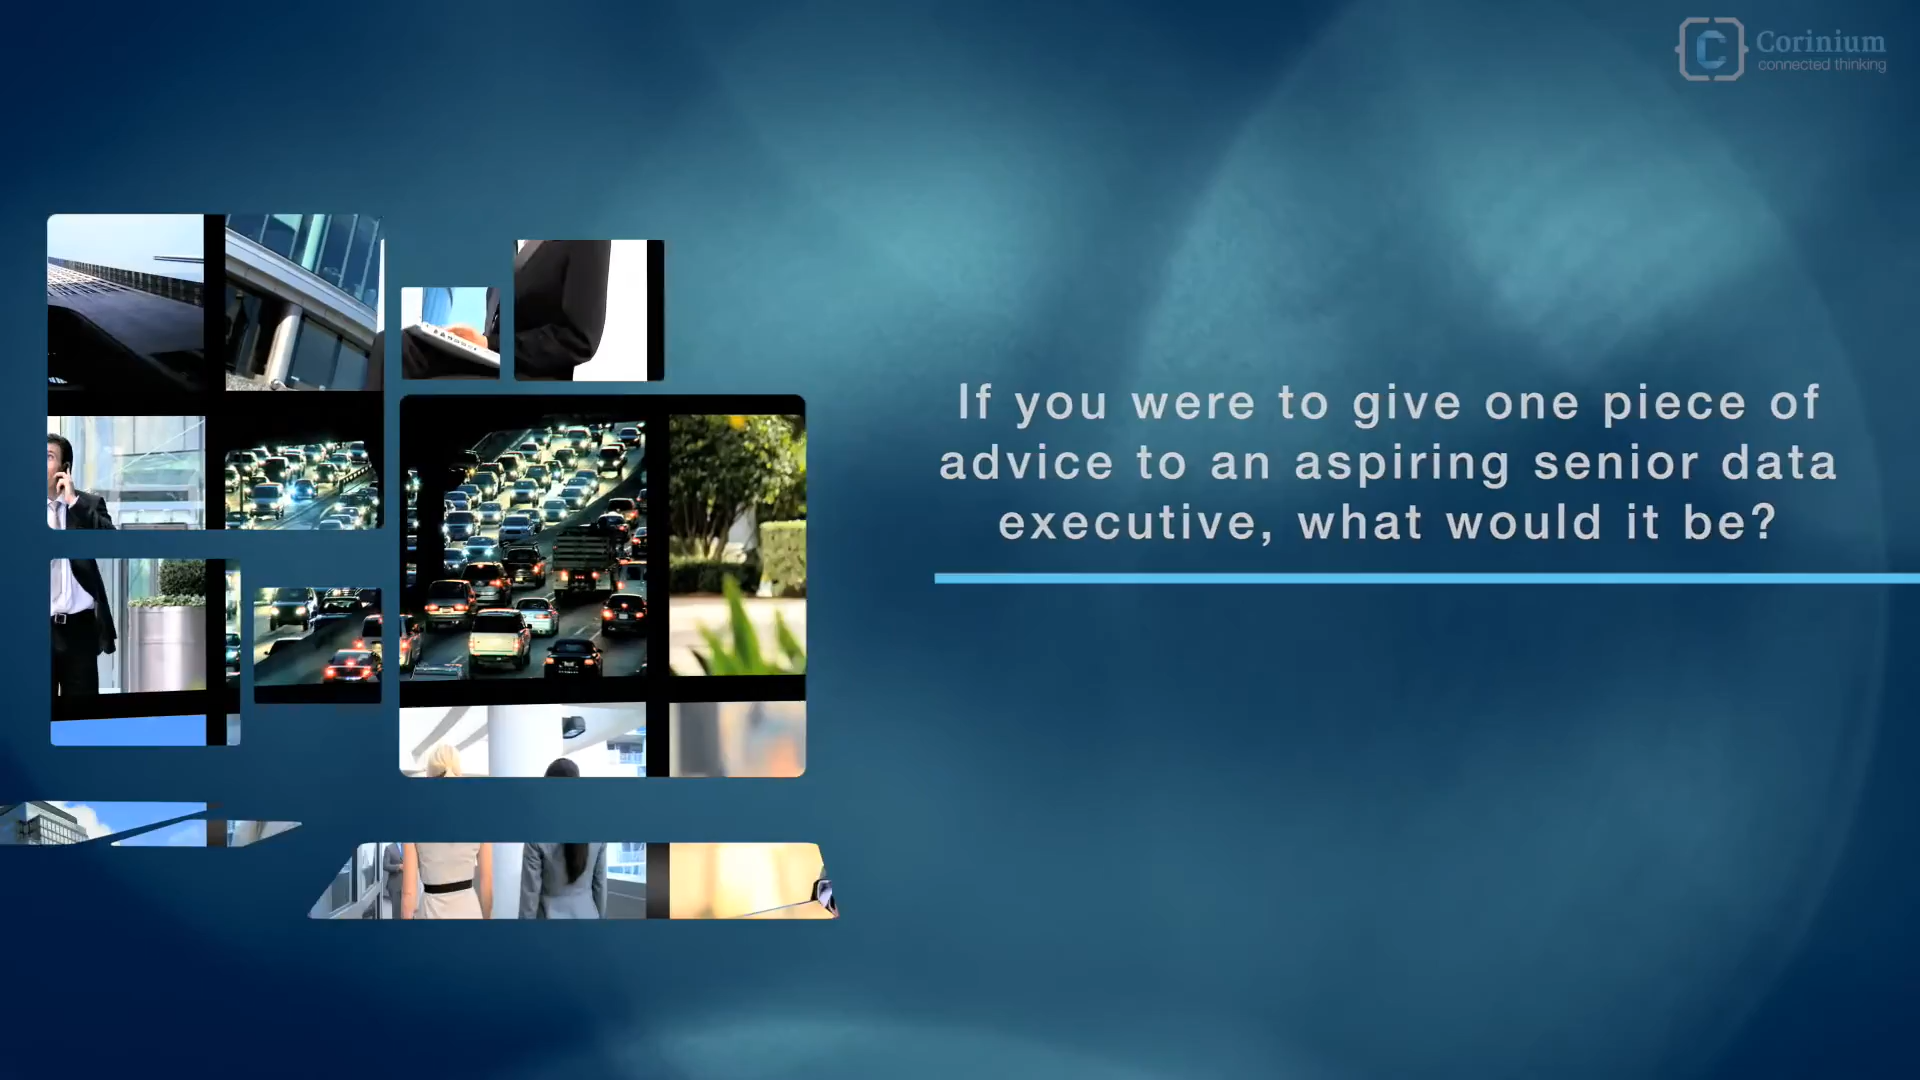 Corinium
connected thinking
If you were to give one piece of
advice to an aspiring senior data
executive, what would it be?